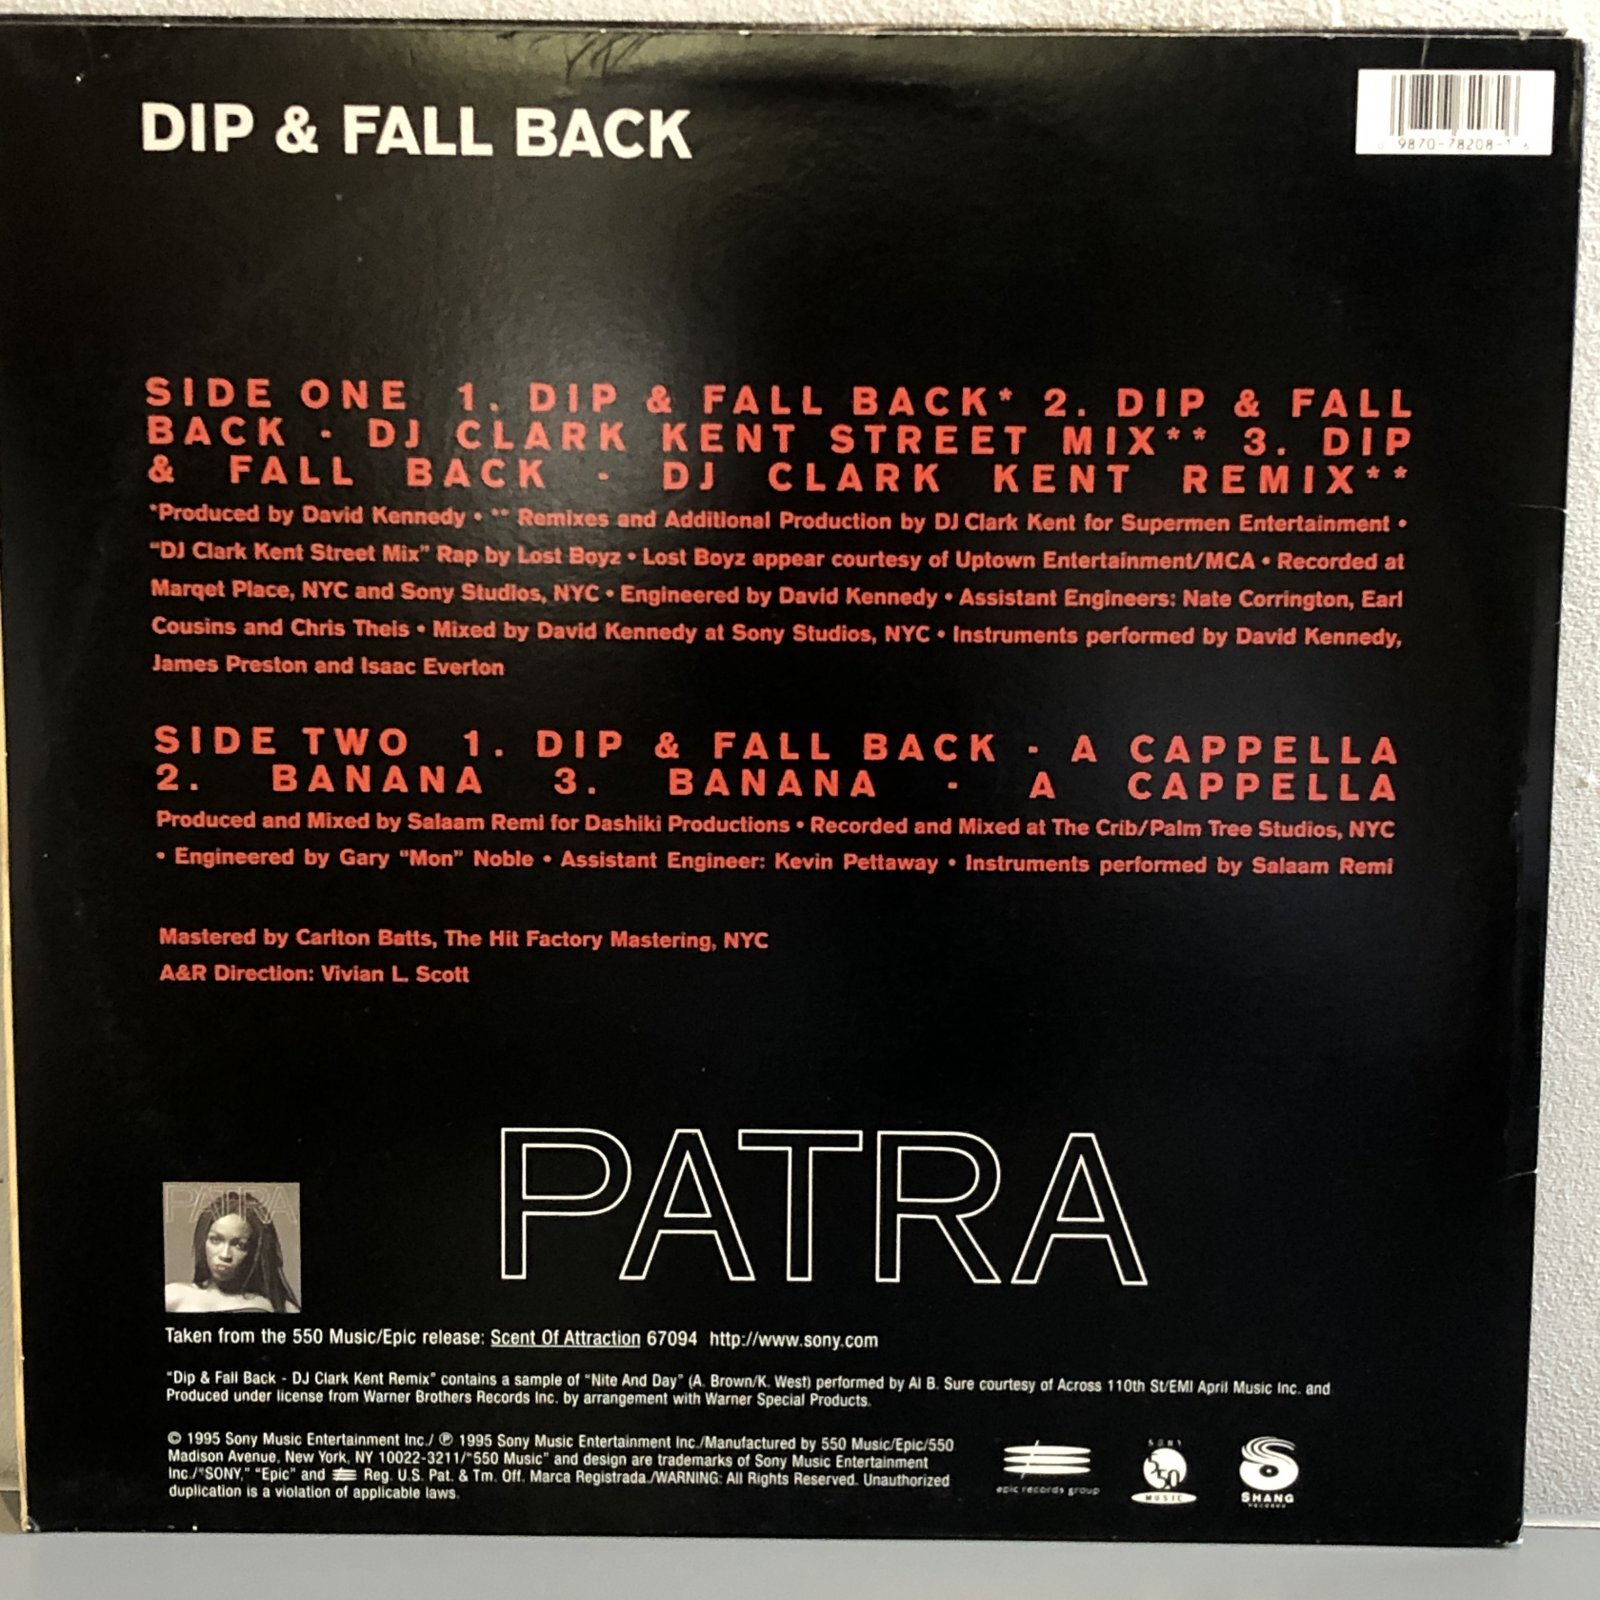 DIP & FALL BACK
9870-78208-1
SIDE ONE 1. DIP & FALL BACK* 2. DIP & FALL
BACK - DJ CLARK KENT STREET MIX** 3. DIP
& FALL BACK - DJ CLARK KENT REMIX**
*Produced by David Kennedy • ** Remixes and Additional Production by DJ Clark Kent for Supermen Entertainment •
"DJ Clark Kent Street Mix" Rap by Lost Boyz • Lost Boyz appear courtesy of Uptown Entertainment/MCA • Recorded at
Marqet Place, NYC and Sony Studios, NYC • Engineered by David Kennedy • Assistant Engineers: Nate Corrington, Earl
Cousins and Chris Theis • Mixed by David Kennedy at Sony Studios, NYC • Instruments performed by David Kennedy,
James Preston and Isaac Everton
SIDE TWO 1. DIP & FALL BACK - A CAPPELLA
2. BANANA 3. BANANA - A CAPPELLA
Produced and Mixed by Salaam Remi for Dashiki Productions • Recorded and Mixed at The Crib/Palm Tree Studios, NYC
• Engineered by Gary "Mon" Noble • Assistant Engineer: Kevin Pettaway • Instruments performed by Salaam Remi
Mastered by Carlton Batts, The Hit Factory Mastering, NYC
A&R Direction: Vivian L. Scott
PATRA
PATRA
Taken from the 550 Music/Epic release: Scent Of Attraction 67094 http://www.sony.com
"Dip & Fall Back - DJ Clark Kent Remix" contains a sample of "Nite And Day" (A. Brown/K. West) performed by Al B. Sure courtesy of Across 110th St/EMI April Music Inc. and
Produced under license from Warner Brothers Records Inc. by arrangement with Warner Special Products.
© 1995 Sony Music Entertainment Inc./ ℗ 1995 Sony Music Entertainment Inc./Manufactured by 550 Music/Epic/550
Madison Avenue, New York, NY 10022-3211/"550 Music" and design are trademarks of Sony Music Entertainment
Inc./"SONY," "Epic" and Reg. U.S. Pat. & Tm. Off. Marca Registrada./WARNING: All Rights Reserved. Unauthorized
duplication is a violation of applicable laws.
epic records group
SONY
550
MUSIC
SHANG
RECORDS